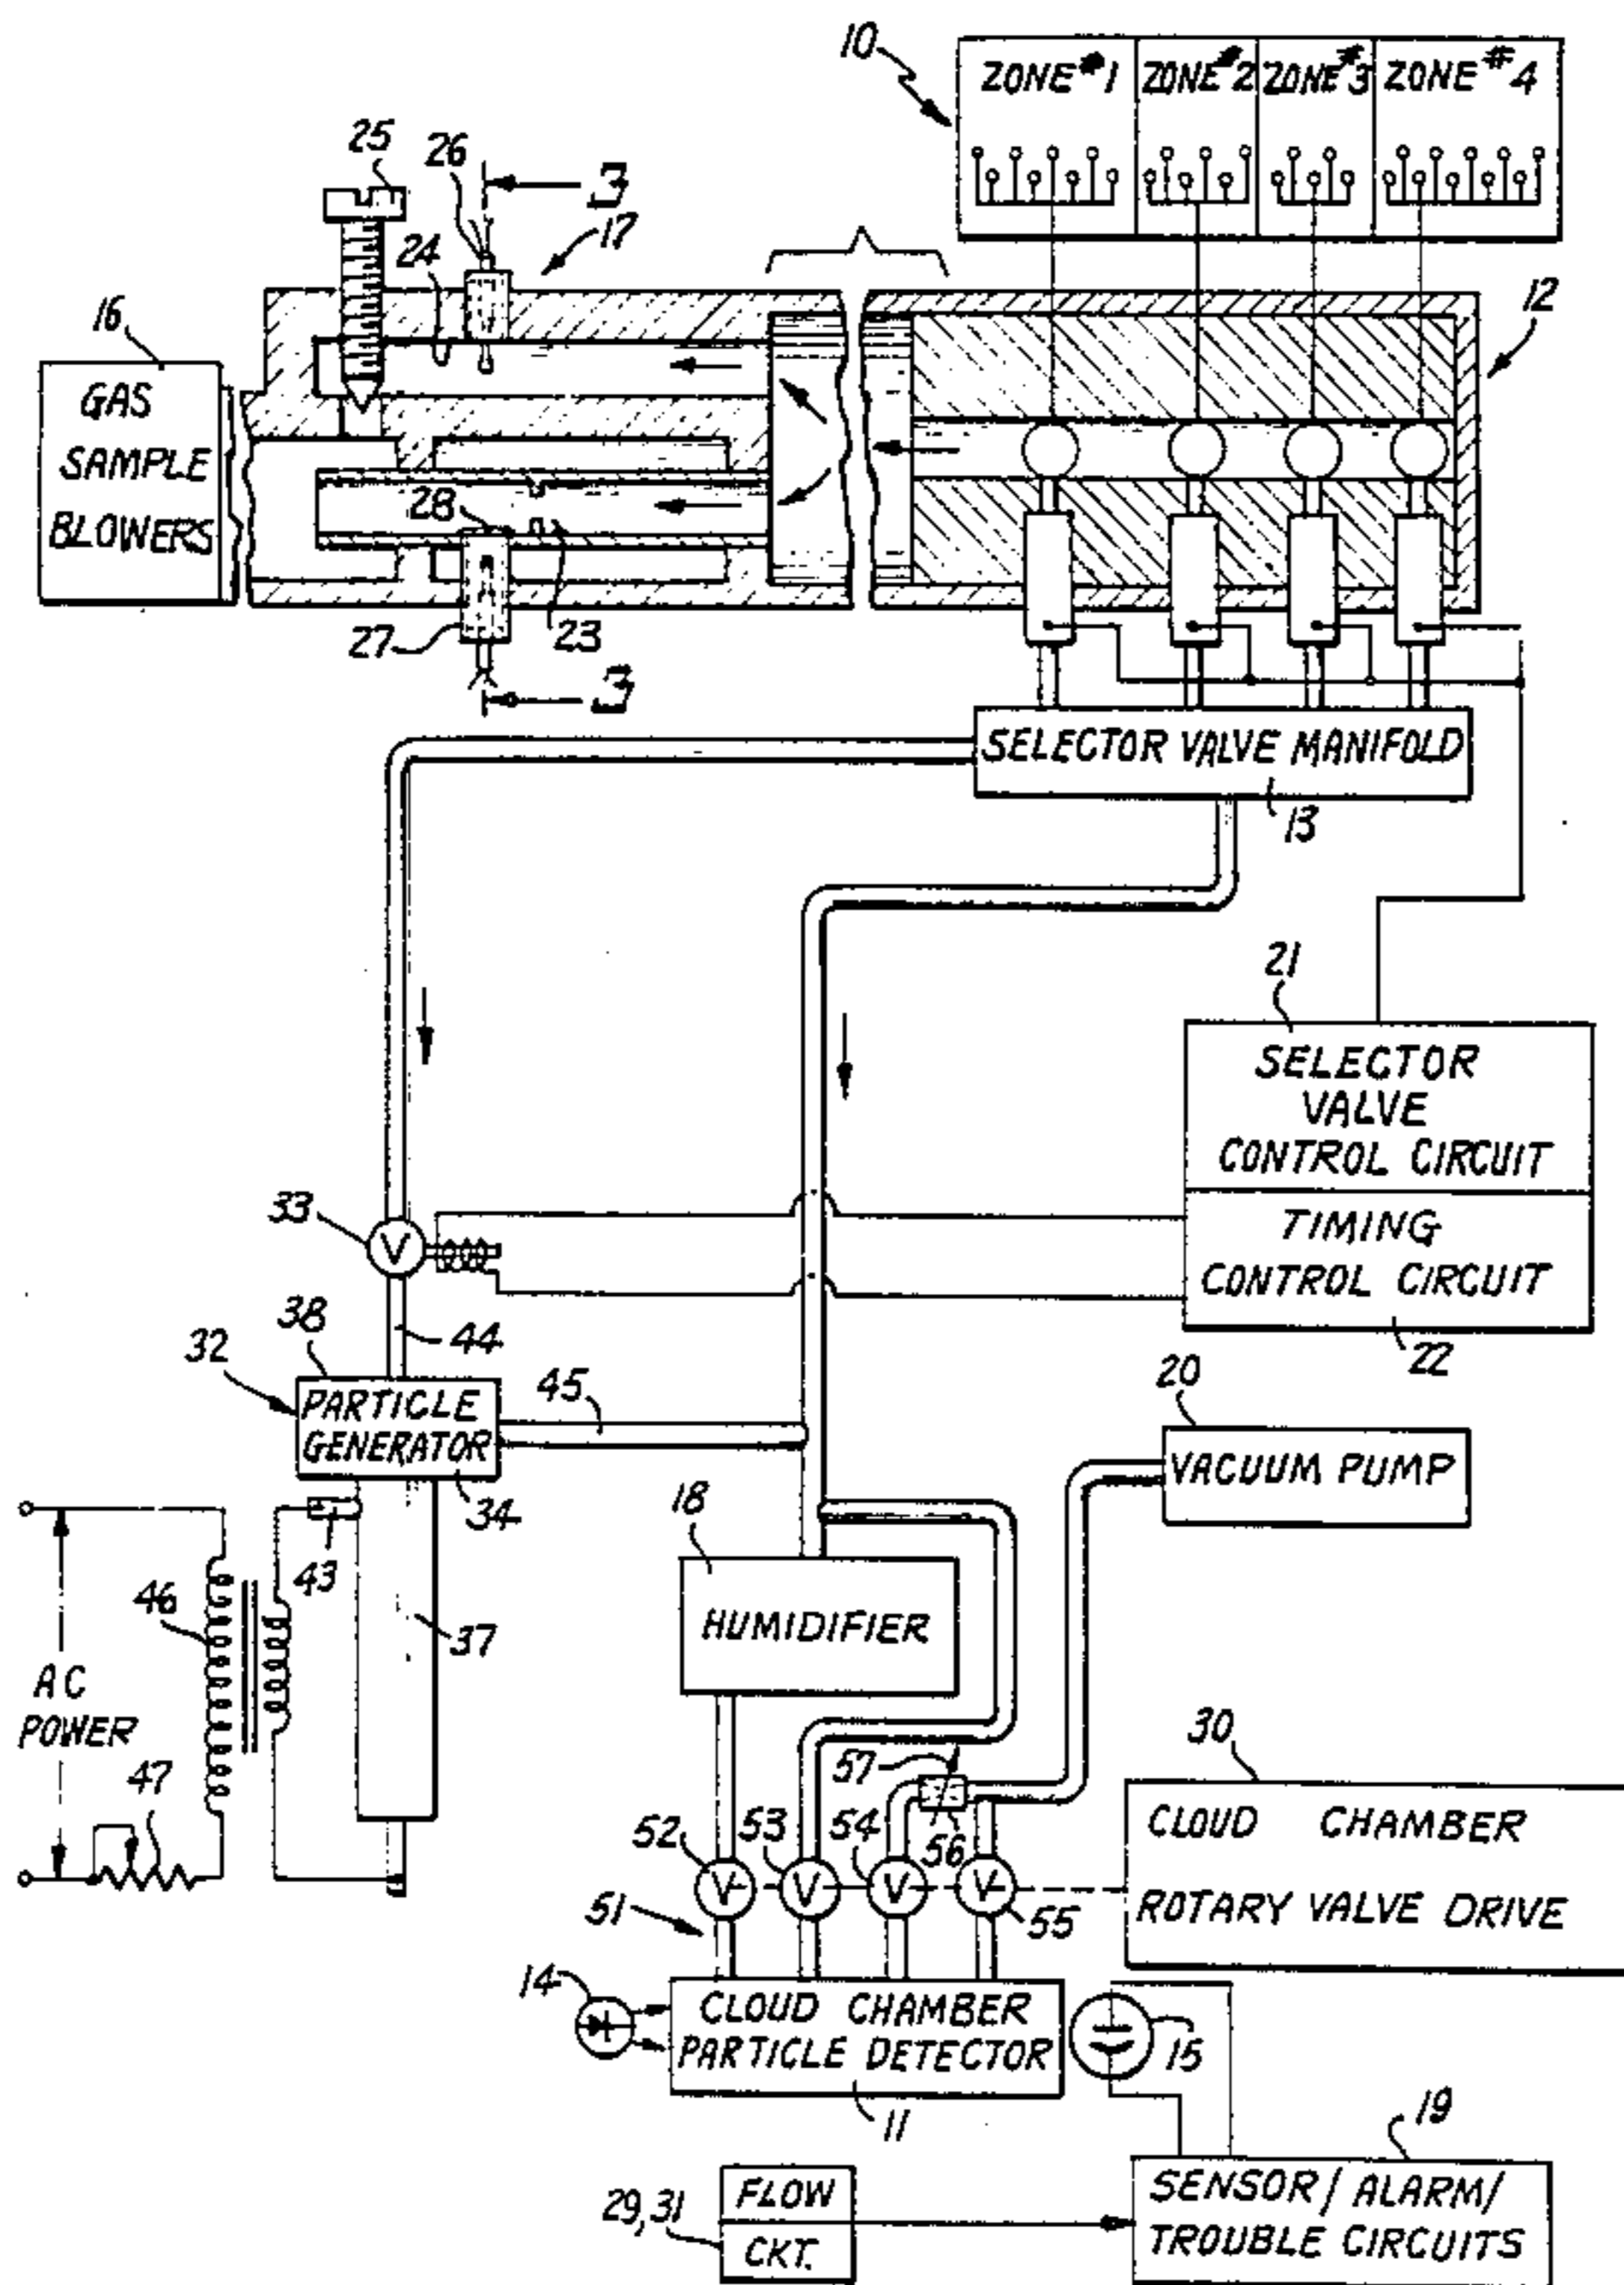 10
ZONE #1
ZONE #2
ZONE #3
ZONE #4
25
26
3
17
24
12
16
GAS
SAMPLE
BLOWERS
28
27
23
3
SELECTOR VALVE MANIFOLD
13
21
SELECTOR
VALVE
CONTROL CIRCUIT
33
V
TIMING
CONTROL CIRCUIT
22
38
44
32
PARTICLE
GENERATOR
45
34
20
VACUUM PUMP
18
43
46
37
HUMIDIFIER
AC
POWER
47
57
30
CLOUD CHAMBER
ROTARY VALVE DRIVE
52
53
54
56
V
V
V
V
55
51
14
CLOUD CHAMBER
PARTICLE DETECTOR
15
11
19
29,31
FLOW
CKT.
SENSOR/ALARM/
TROUBLE CIRCUITS